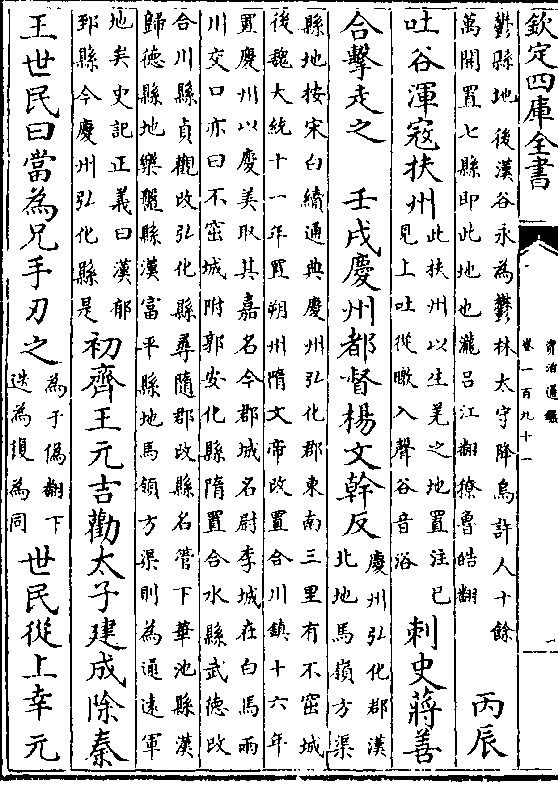 欽定四庫全書
資治通鑑
卷一百九十一
一
鬱縣地後漢谷永為鬱林太守降烏許人十餘
萬開置七縣即此地也瀧吕江翻獠魯皓翻
丙辰
吐谷渾寇扶州
此扶州以生羌之地置注已
見上吐從暾入聲谷音浴
刺史蔣善
合擊走之
壬戌慶州都督楊文幹反
慶州弘化郡漢
北地馬嶺方渠
縣地按宋白續通典慶州弘化郡東南三里有不窋城
後魏大統十一年置朔州隋文帝改置合川鎮十六年
置慶州以慶美取其嘉名今郡城名尉李城在白馬兩
川交口亦曰不窋城附郭安化縣隋置合水縣武德改
合川縣貞觀改弘化縣尋隨郡改縣名管下華池縣漢
歸德縣地樂蟠縣漢富平縣地馬領方渠則為通遠軍
地矣史記正義曰漢郁
郅縣今慶州弘化縣是
初齊王元吉勸太子建成除秦
王世民曰當為兄手刃之
為于偽翻下
迭為須為同
世民從上幸元